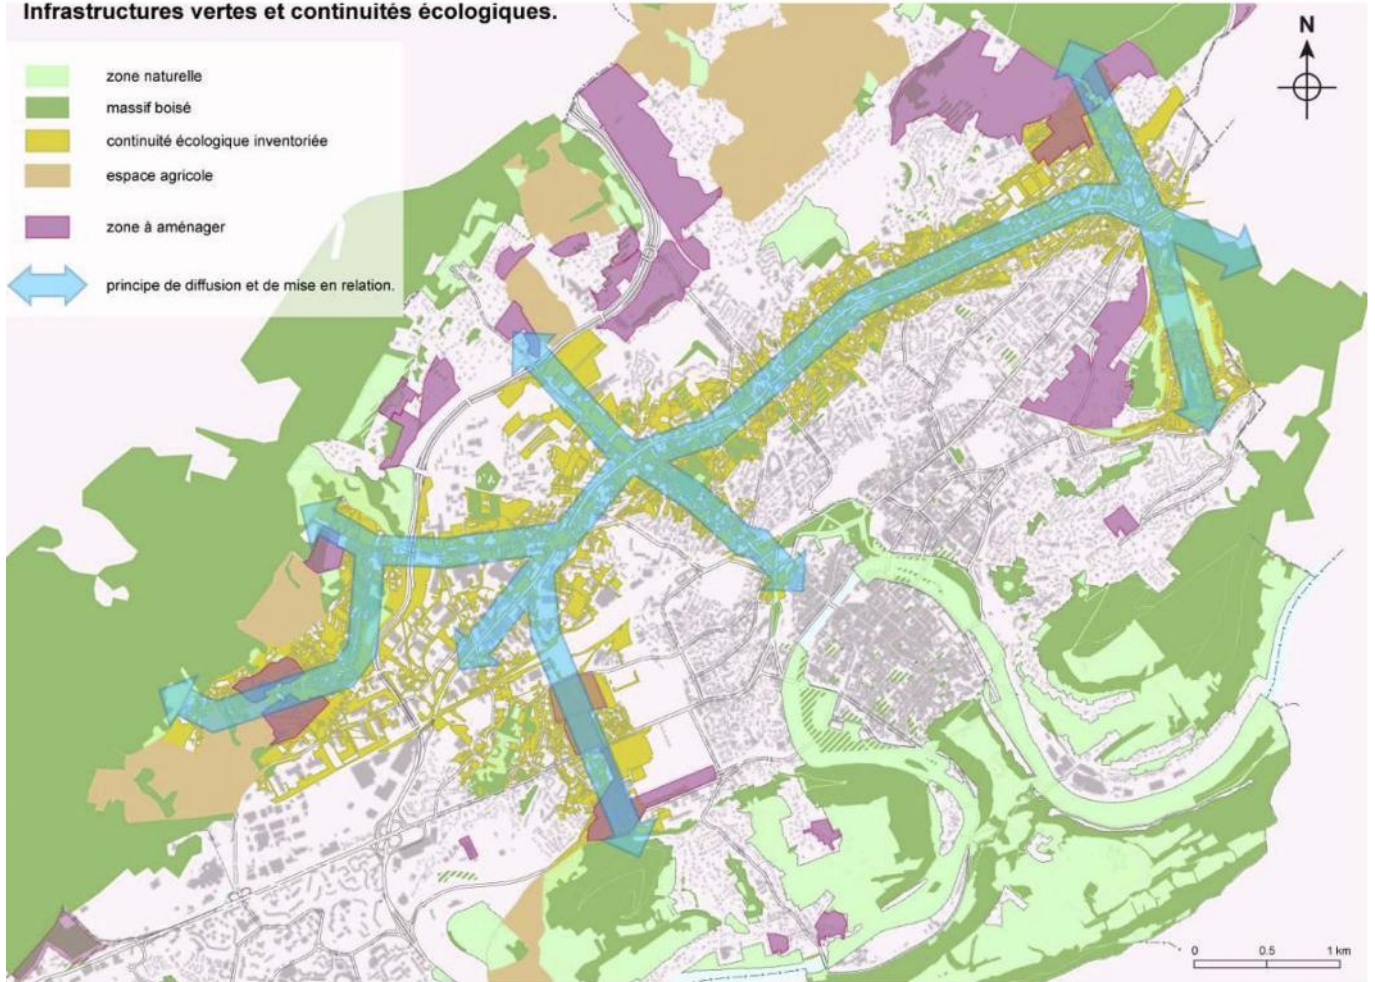 Infrastructures vertes et continuités écologiques.
N
zone naturelle
massif boisé
continuité écologique inventoriée
espace agricole
zone à aménager
principe de diffusion et de mise en relation.
0 0.5 1 km